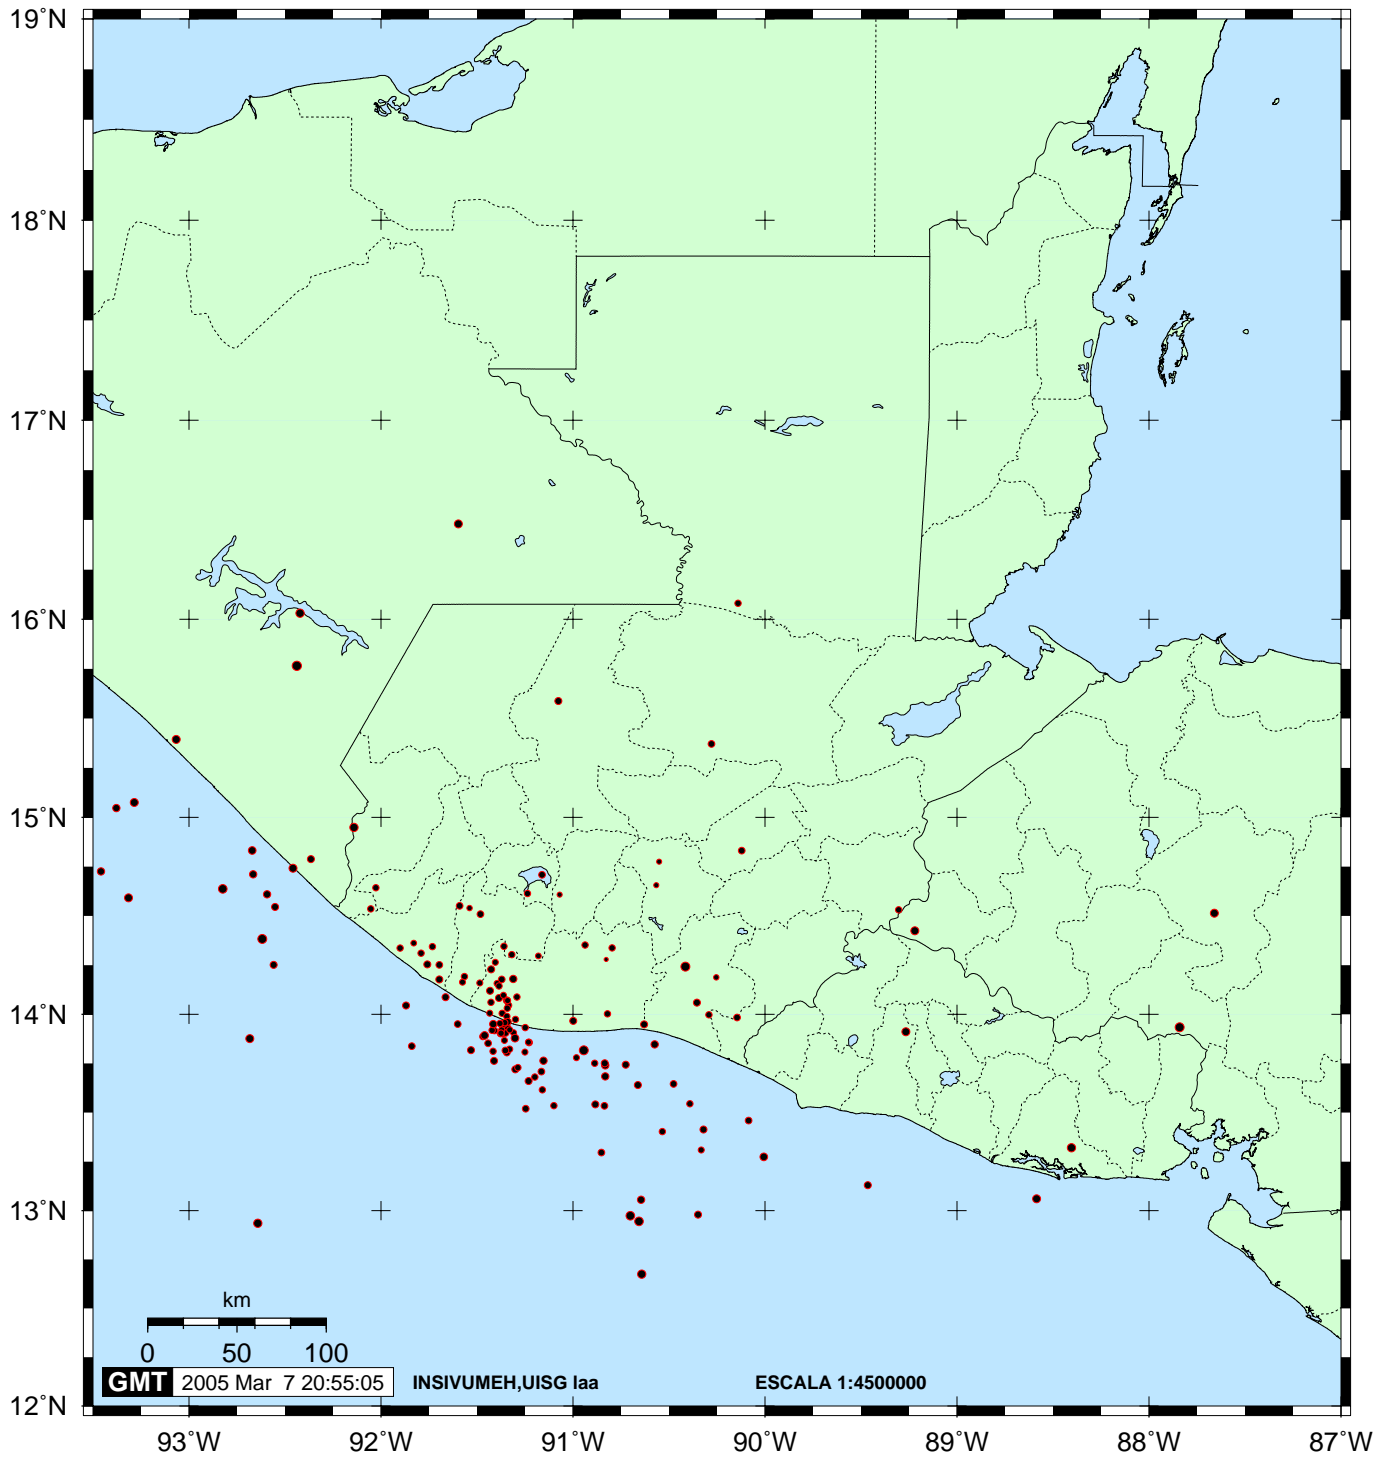 19˚N
18˚N
17˚N
16˚N
15˚N
14˚N
13˚N
km
0 50 100
GMT 2005 Mar 7 20:55:05 INSIVUMEH,UISG laa ESCALA 1:4500000
12˚N
93˚W 92˚W 91˚W 90˚W 89˚W 88˚W 87˚W